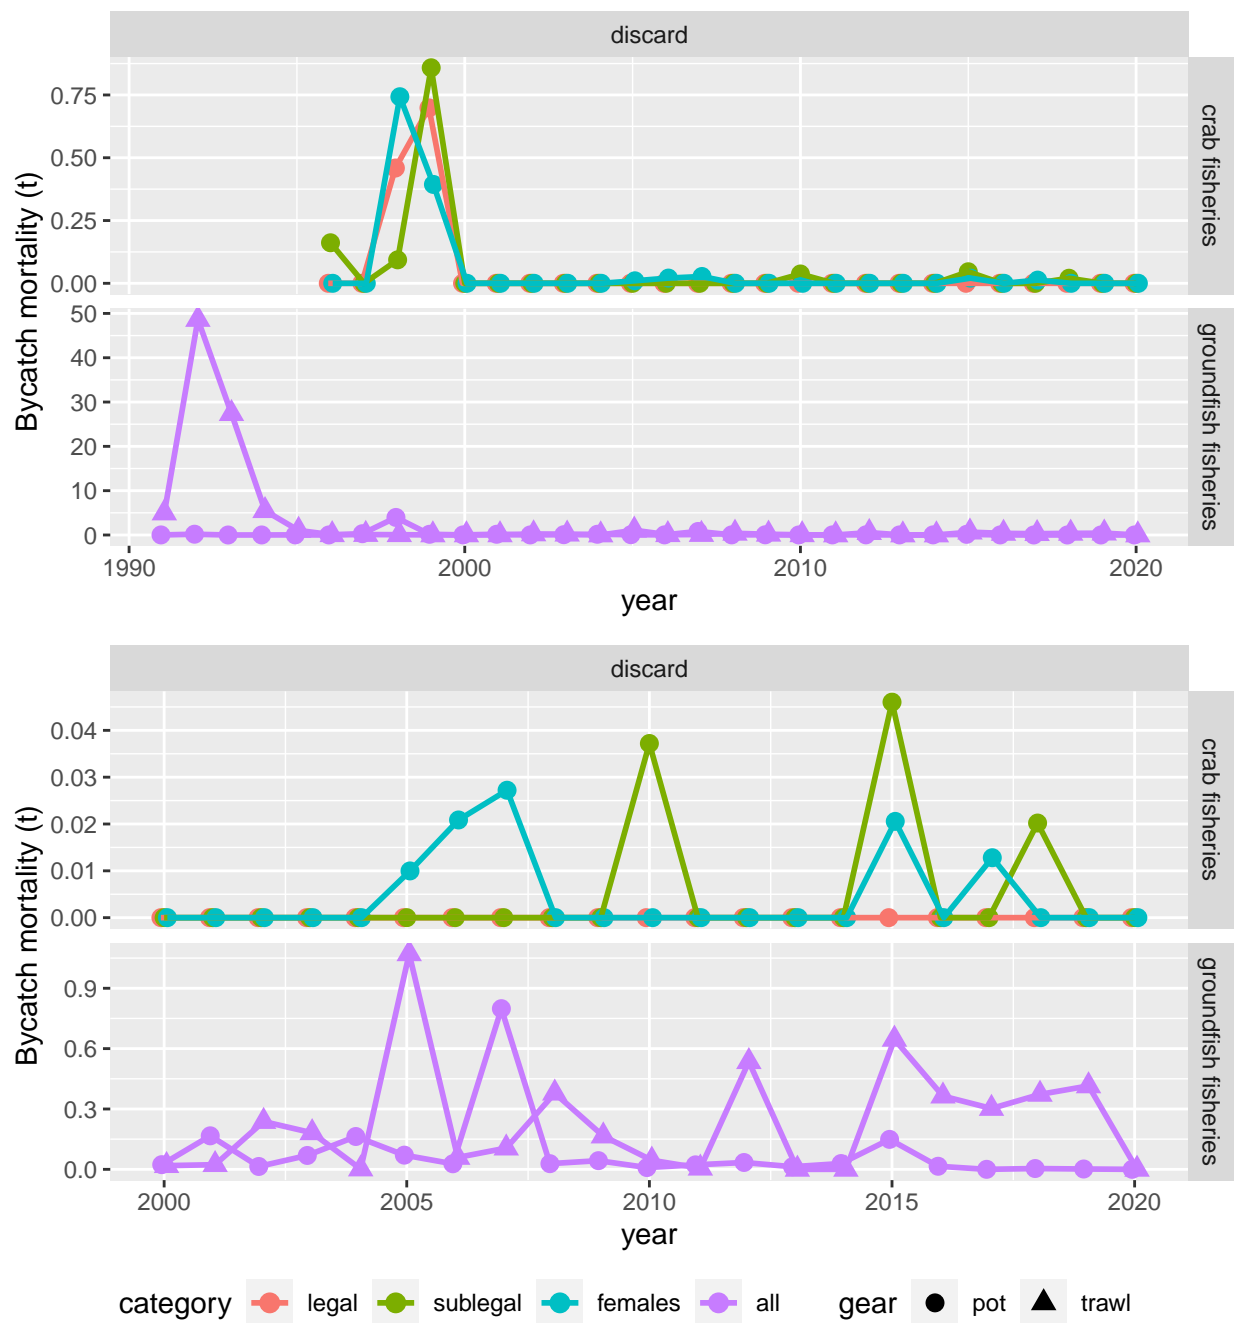 discard
Bycatch mortality (t)
0.75
0.50
0.25
0.00
crab fisheries
50
40
30
20
10
0
groundfish fisheries
1990 2000 2010 2020
year
discard
Bycatch mortality (t)
0.04
0.03
0.02
0.01
0.00
crab fisheries
0.9
0.6
0.3
0.0
groundfish fisheries
2000 2005 2010 2015 2020
year
category legal sublegal females all gear pot trawl